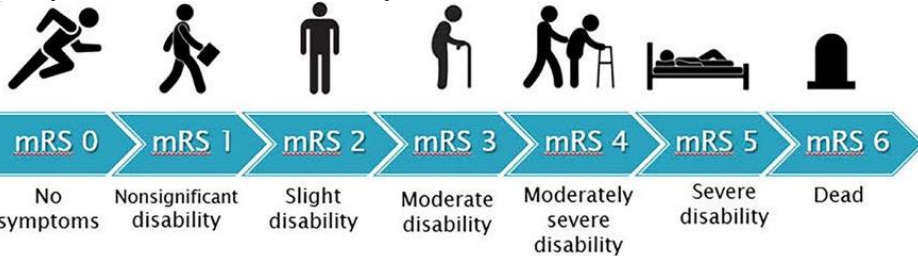 mRS 0
mRS 1
mRS 2
mRS 3
mRS 4
mRS 5
mRS 6
No
symptoms
Nonsignificant
disability
Slight
disability
Moderate
disability
Moderately
severe
disability
Severe
disability
Dead